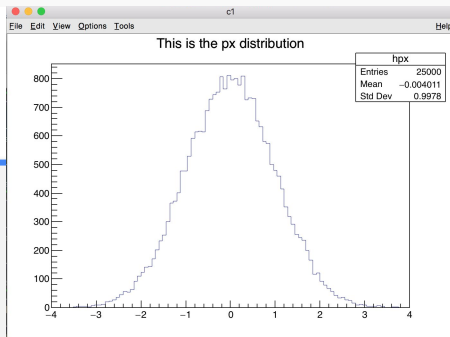 c1
File Edit View Options Tools Help
This is the px distribution
hpx
Entries 25000
Mean −0.004011
Std Dev 0.9978
800
700
600
500
400
300
200
100
0
−4 −3 −2 −1 0 1 2 3 4